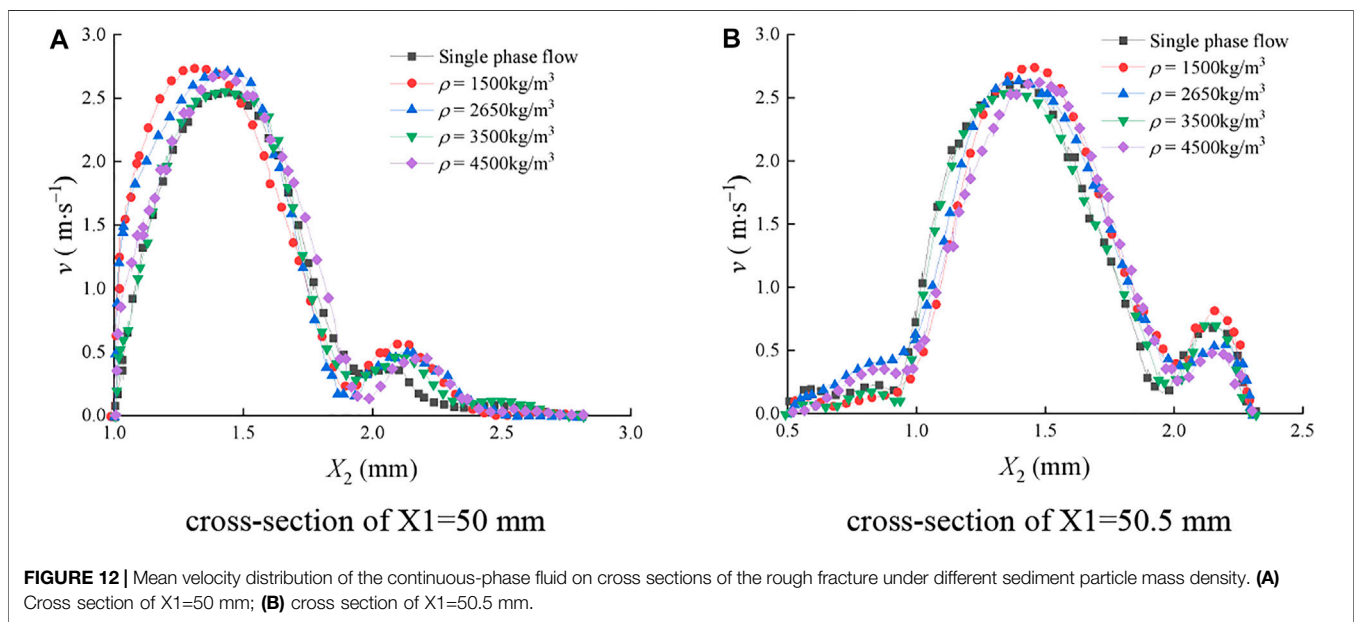 A
3.0
2.5
2.0
1.5
1.0
0.5
0.0
1.0
1.5
2.0
2.5
3.0
v ( m·s⁻¹)
X₂ (mm)
Single phase flow
ρ = 1500kg/m³
ρ = 2650kg/m³
ρ = 3500kg/m³
ρ = 4500kg/m³
cross-section of X1=50 mm
B
3.0
2.5
2.0
1.5
1.0
0.5
0.0
0.5
1.0
1.5
2.0
2.5
v ( m·s⁻¹)
X₂ (mm)
Single phase flow
ρ = 1500kg/m³
ρ = 2650kg/m³
ρ = 3500kg/m³
ρ = 4500kg/m³
cross-section of X1=50.5 mm
FIGURE 12 | Mean velocity distribution of the continuous-phase fluid on cross sections of the rough fracture under different sediment particle mass density. (A)
Cross section of X1=50 mm; (B) cross section of X1=50.5 mm.